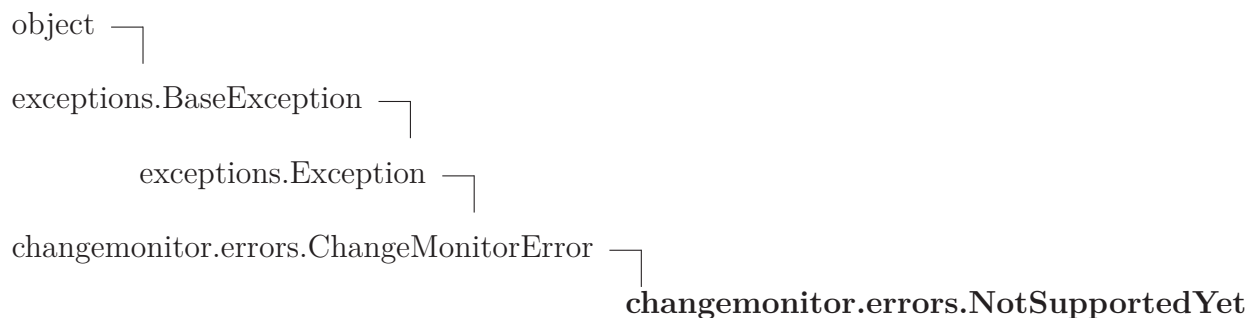 object
exceptions.BaseException
exceptions.Exception
changemonitor.errors.ChangeMonitorError
changemonitor.errors.NotSupportedYet